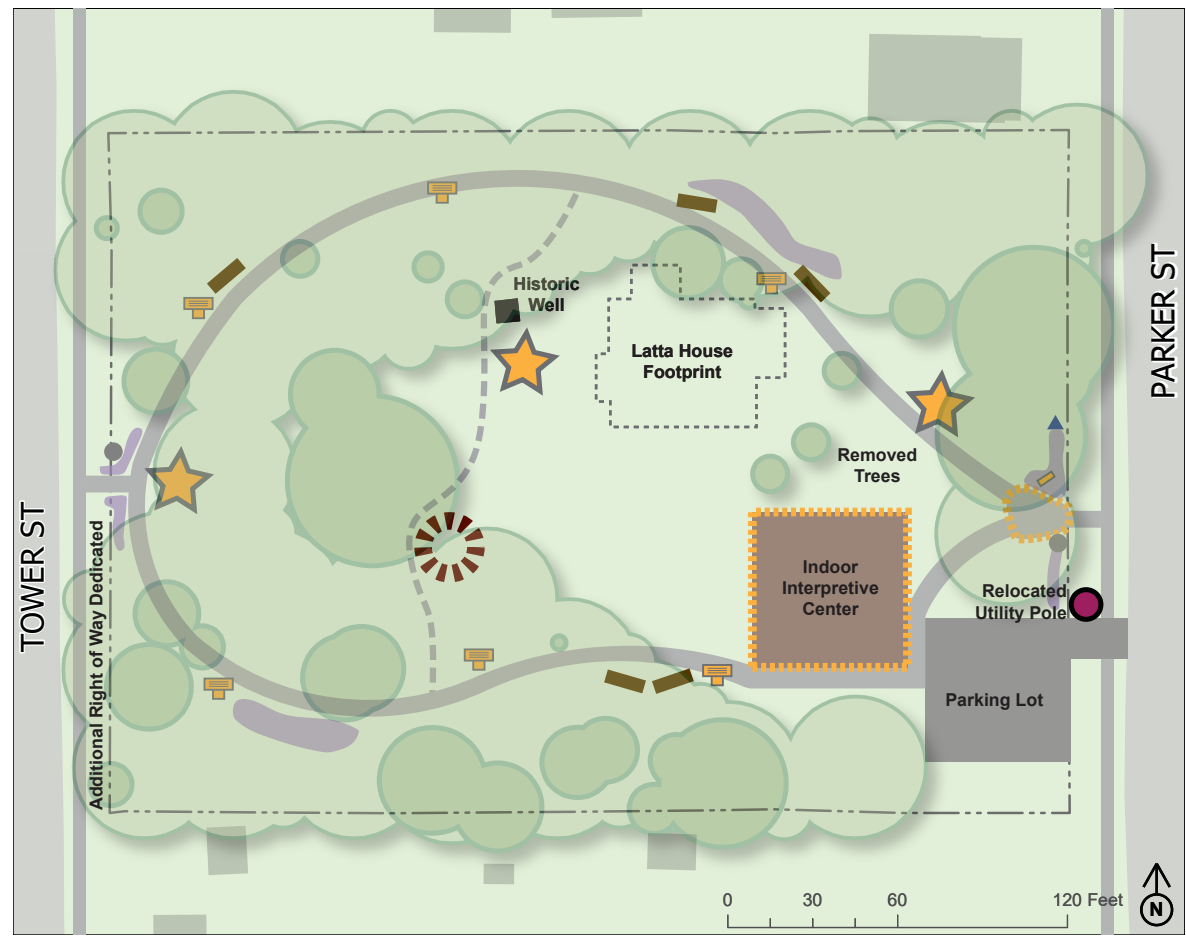 Historic
Well
Latta House
Footprint
PARKER ST
Removed
Trees
TOWER ST
Additional Right of Way Dedicated
Indoor
Interpretive
Center
Relocated
Utility Pole
Parking Lot
0 30 60 120 Feet
N